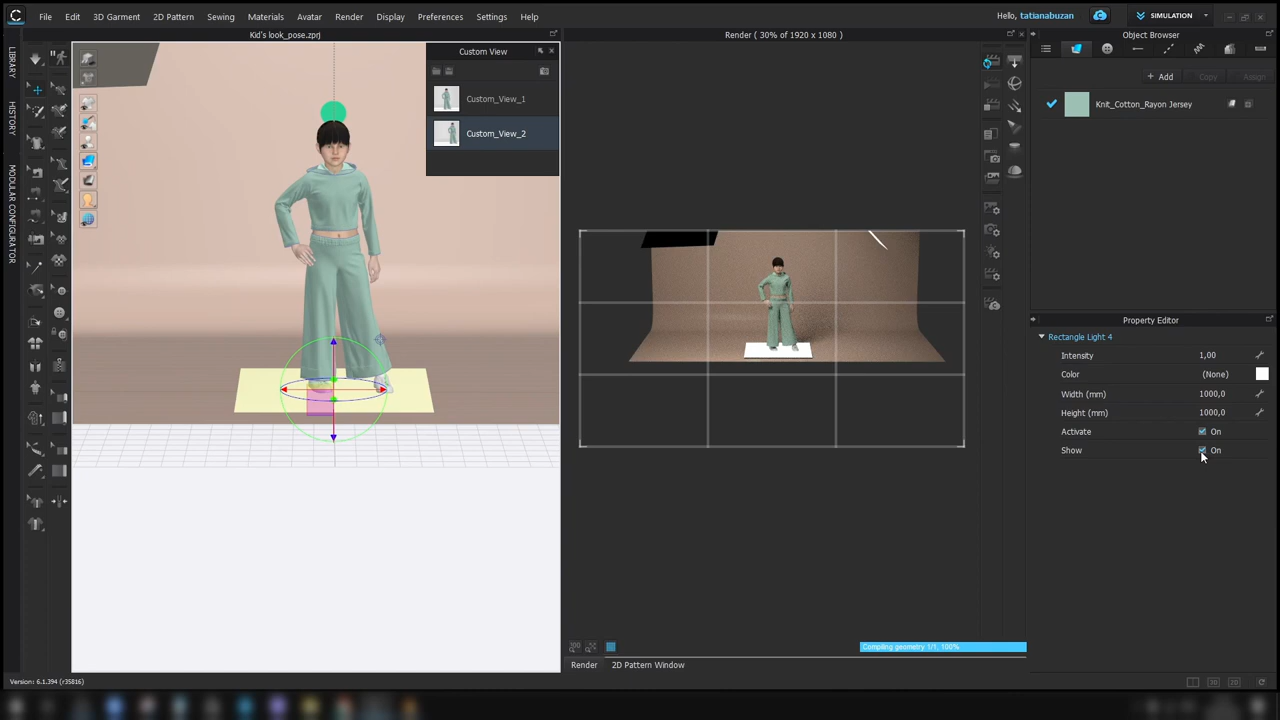 File Edit 3D Garment 2D Pattern Sewing Materials Avatar Render Display Preferences Settings Help
Hello, tatianabuzan
SIMULATION
Kid's look_pose.zprj
Render ( 30% of 1920 x 1080 )
Object Browser
LIBRARY
HISTORY
MODULAR CONFIGURATOR
Custom View
Custom_View_1
Custom_View_2
+ Add Copy Assign
Knit_Cotton_Rayon Jersey
Property Editor
Rectangle Light 4
Intensity 1,00
Color (None)
Width (mm) 1000,0
Height (mm) 1000,0
Activate On
Show On
Compiling geometry 1/1, 100%
Render 2D Pattern Window
Version: 6.1.394 (r35816)
3D 2D